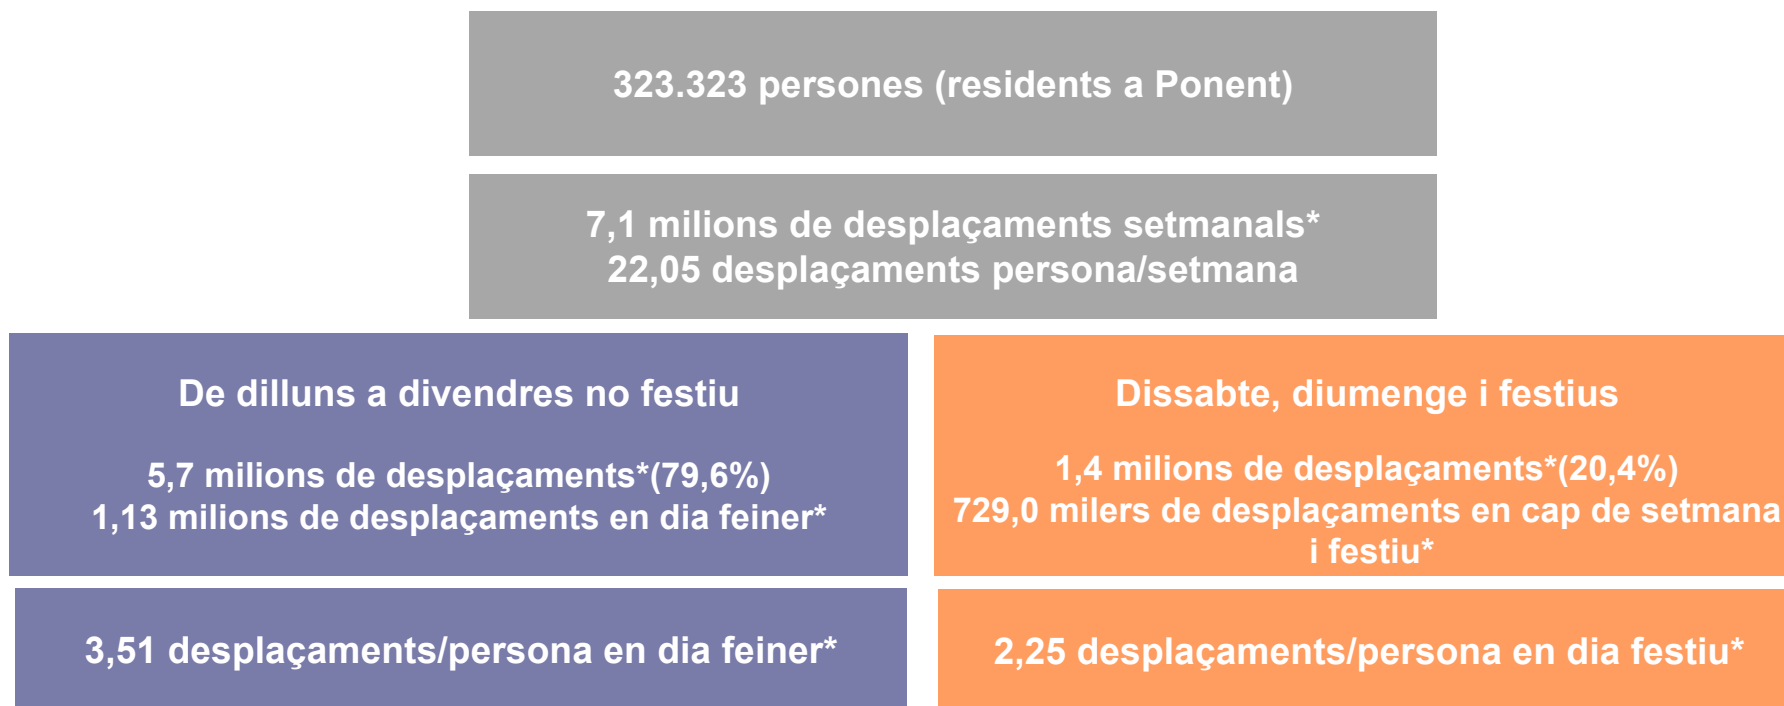 323.323 persones (residents a Ponent)
7,1 milions de desplaçaments setmanals*
22,05 desplaçaments persona/setmana
De dilluns a divendres no festiu
5,7 milions de desplaçaments*(79,6%)
1,13 milions de desplaçaments en dia feiner*
3,51 desplaçaments/persona en dia feiner*
Dissabte, diumenge i festius
1,4 milions de desplaçaments*(20,4%)
729,0 milers de desplaçaments en cap de setmana
i festiu*
2,25 desplaçaments/persona en dia festiu*